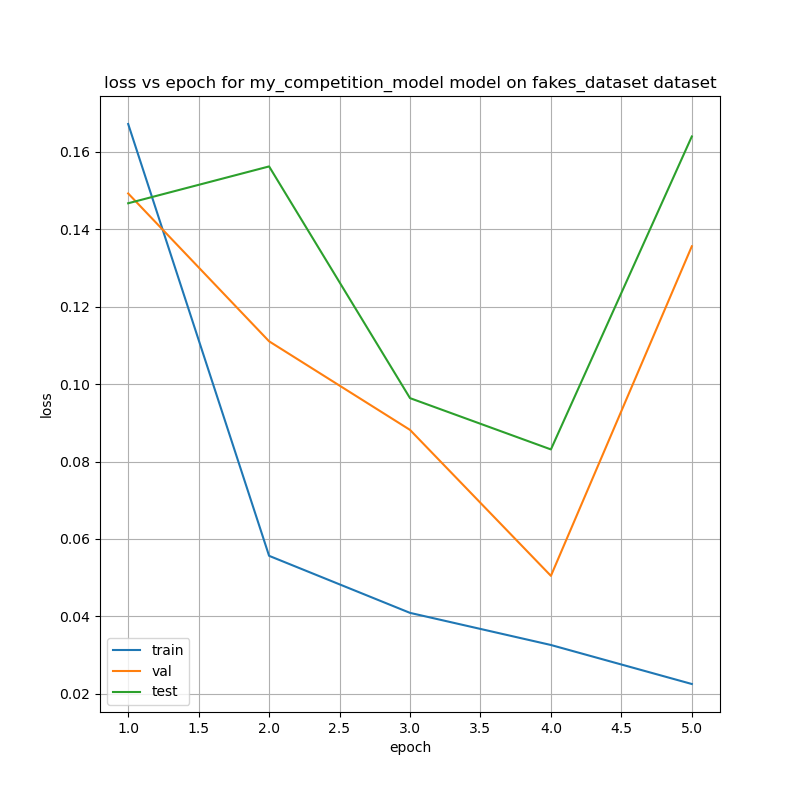 loss vs epoch for my_competition_model model on fakes_dataset dataset
0.16
0.14
0.12
0.10
0.08
0.06
0.04
0.02
loss
train
val
test
1.0 1.5 2.0 2.5 3.0 3.5 4.0 4.5 5.0
epoch